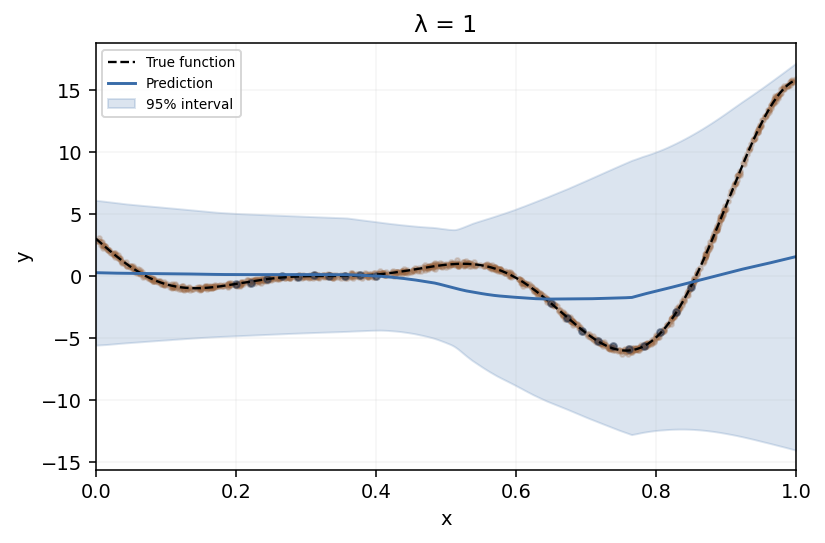 λ = 1
True function
Prediction
95% interval
15
10
5
0
−5
−10
−15
y
0.0 0.2 0.4 0.6 0.8 1.0
x